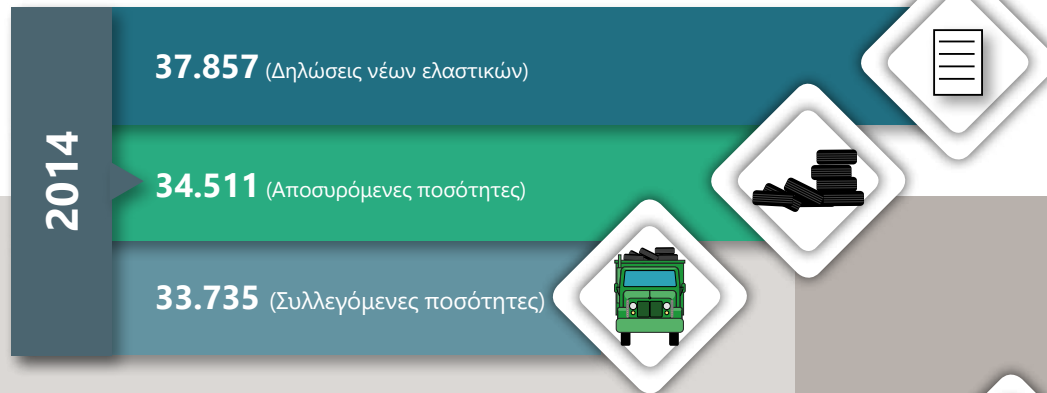 2014
37.857 (Δηλώσεις νέων ελαστικών)
34.511 (Αποσυρόμενες ποσότητες)
33.735 (Συλλεγόμενες ποσότητες)